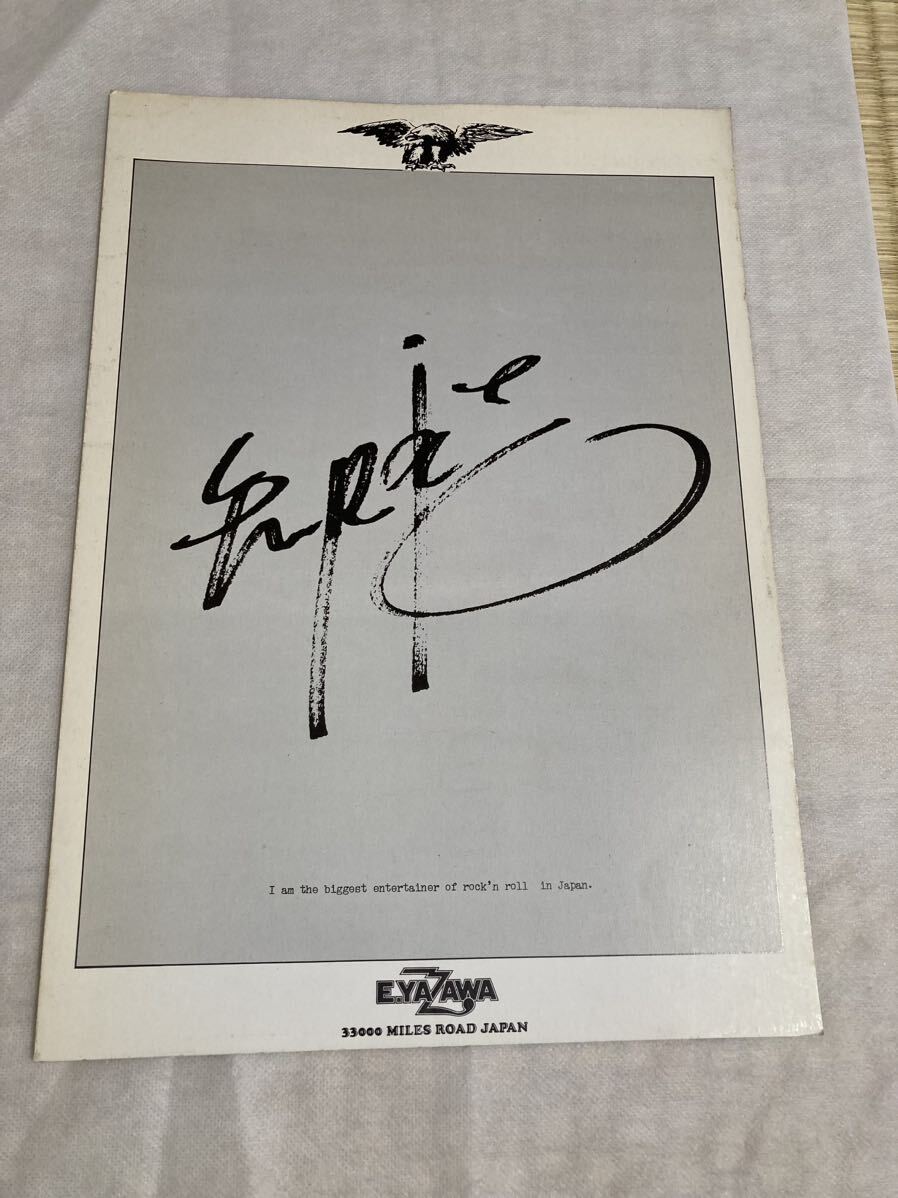 I am the biggest entertainer of rock'n roll in Japan.
E.YAZAWA
33000 MILES ROAD JAPAN